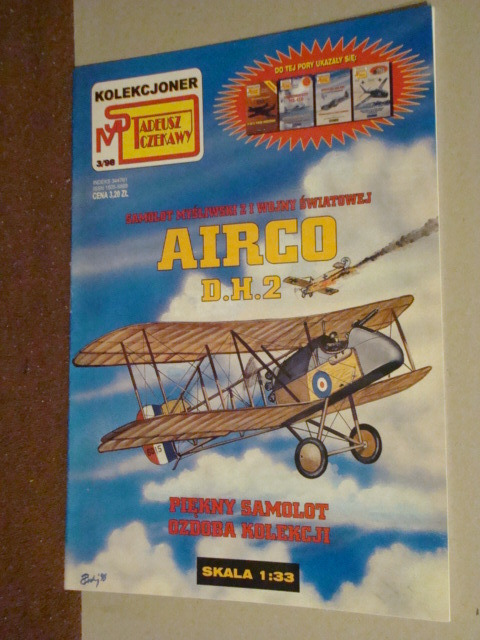 KOLEKCJONER
MPC
TADEUSZ
CZEKAWY
3/98
CENA 3,20 ZŁ
DO TEJ PORY UKAZAŁY SIĘ:
SAMOLOT MYŚLIWSKI Z I WOJNY ŚWIATOWEJ
AIRCO
D.H.2
PIĘKNY SAMOLOT
OZDOBA KOLEKCJI
SKALA 1:33